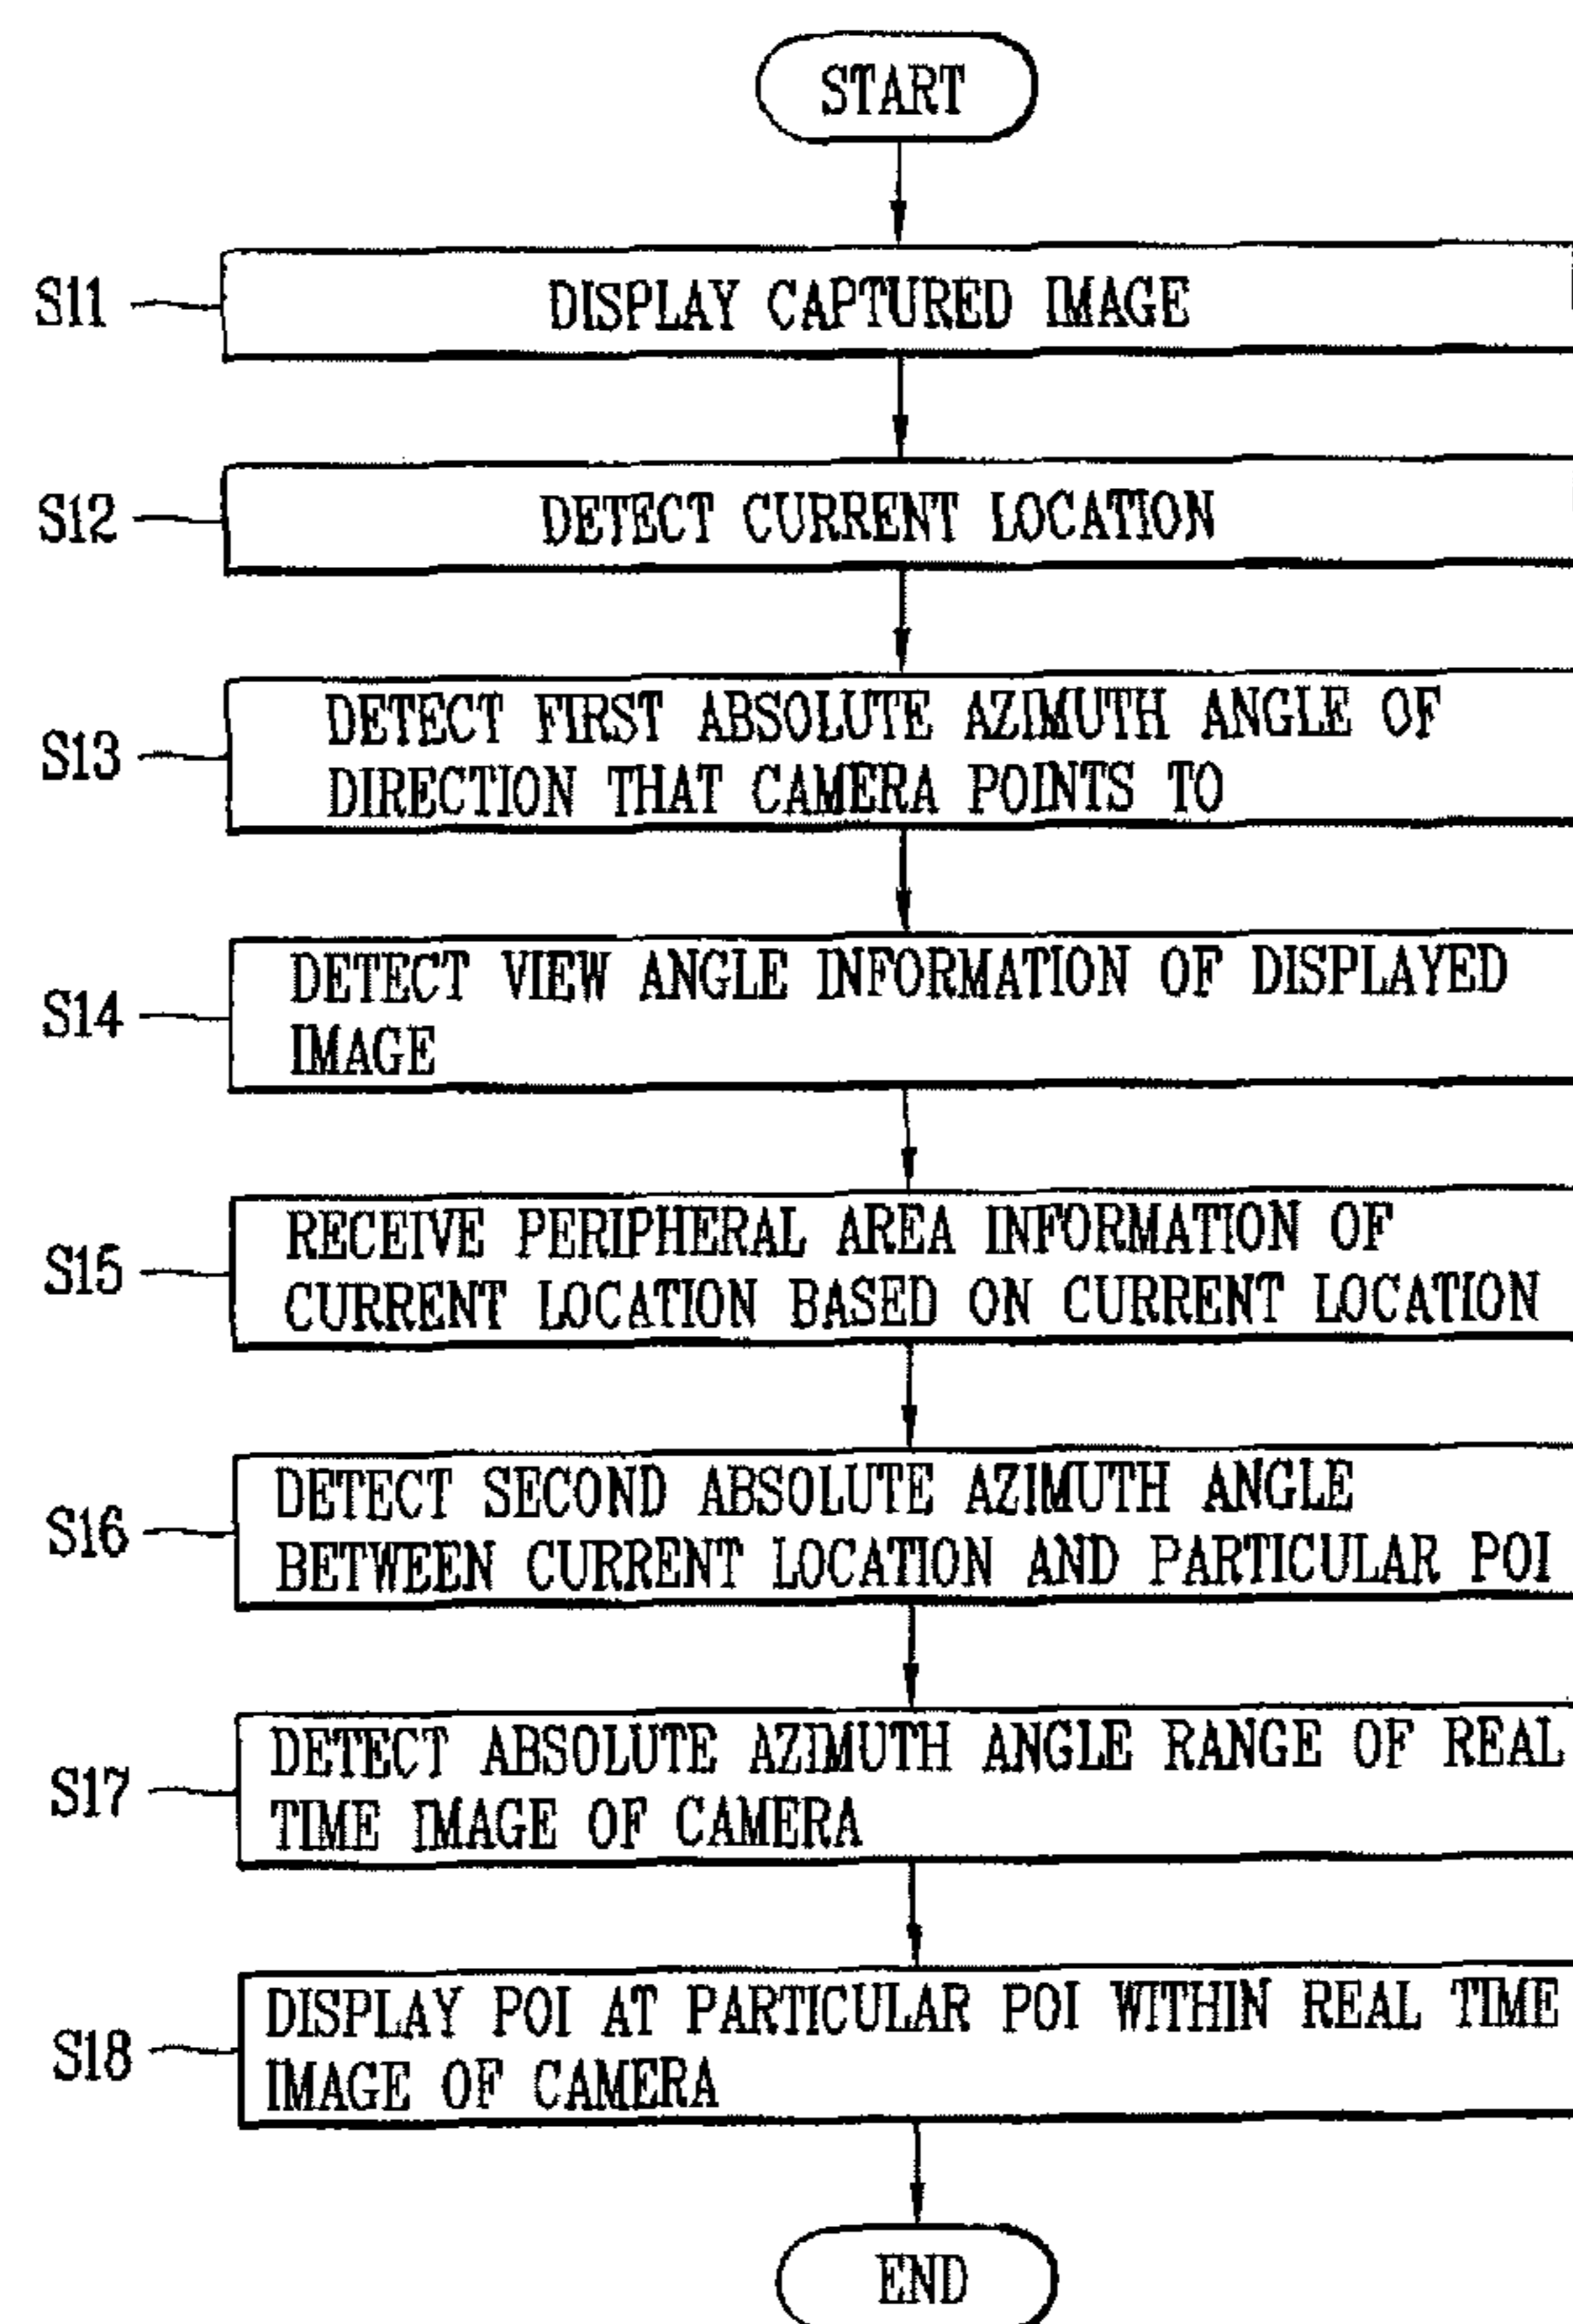 START
S11
DISPLAY CAPTURED IMAGE
S12
DETECT CURRENT LOCATION
S13
DETECT FIRST ABSOLUTE AZIMUTH ANGLE OF
DIRECTION THAT CAMERA POINTS TO
S14
DETECT VIEW ANGLE INFORMATION OF DISPLAYED
IMAGE
S15
RECEIVE PERIPHERAL AREA INFORMATION OF
CURRENT LOCATION BASED ON CURRENT LOCATION
S16
DETECT SECOND ABSOLUTE AZIMUTH ANGLE
BETWEEN CURRENT LOCATION AND PARTICULAR POI
S17
DETECT ABSOLUTE AZIMUTH ANGLE RANGE OF REAL
TIME IMAGE OF CAMERA
S18
DISPLAY POI AT PARTICULAR POI WITHIN REAL TIME
IMAGE OF CAMERA
END